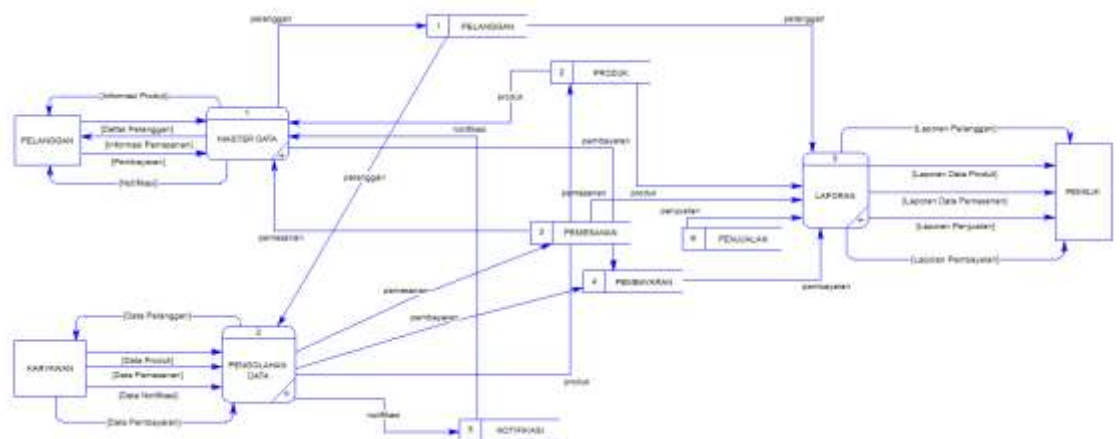 pelanggan
1 PELANGGAN
pelanggan
2 PRODUK
produk
[Informasi Produk]
1
MASTER DATA
PELANGGAN
[Daftar Pelanggan]
[Informasi Pemesanan]
[Pembayaran]
[Notifikasi]
notifikasi
pembayaran
pelanggan
pemesanan
produk
3 PEMESANAN
pemesanan
penjualan
6 PENJUALAN
4 PEMBAYARAN
pembayaran
3
LAPORAN
[Laporan Pelanggan]
[Laporan Data Produk]
[Laporan Data Pemesanan]
[Laporan Penjualan]
[Laporan Pembayaran]
PEMILIK
pemesanan
pembayaran
produk
[Data Pelanggan]
2
PENGOLAHAN
DATA
KARYAWAN
[Data Produk]
[Data Pemesanan]
[Data Notifikasi]
[Data Pembayaran]
notifikasi
5 NOTIFIKASI